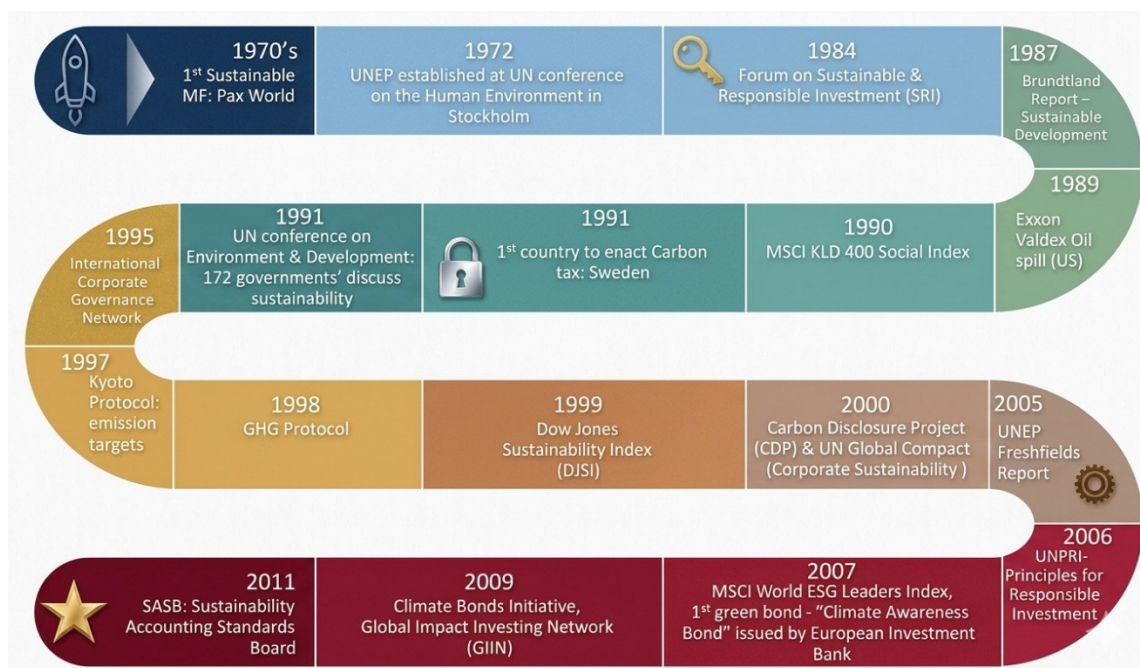 1970's
1st Sustainable
MF: Pax World
1972
UNEP established at UN conference
on the Human Environment in
Stockholm
1984
Forum on Sustainable &
Responsible Investment (SRI)
1987
Brundtland
Report –
Sustainable
Development
1989
Exxon
Valdex Oil
spill (US)
1990
MSCI KLD 400 Social Index
1991
1st country to enact Carbon
tax: Sweden
1991
UN conference on
Environment & Development:
172 governments' discuss
sustainability
1995
International
Corporate
Governance
Network
1997
Kyoto
Protocol:
emission
targets
1998
GHG Protocol
1999
Dow Jones
Sustainability Index
(DJSI)
2000
Carbon Disclosure Project
(CDP) & UN Global Compact
(Corporate Sustainability )
2005
UNEP
Freshfields
Report
2006
UNPRI-
Principles for
Responsible
Investment
2007
MSCI World ESG Leaders Index,
1st green bond - “Climate Awareness
Bond” issued by European Investment
Bank
2009
Climate Bonds Initiative,
Global Impact Investing Network
(GIIN)
2011
SASB: Sustainability
Accounting Standards
Board